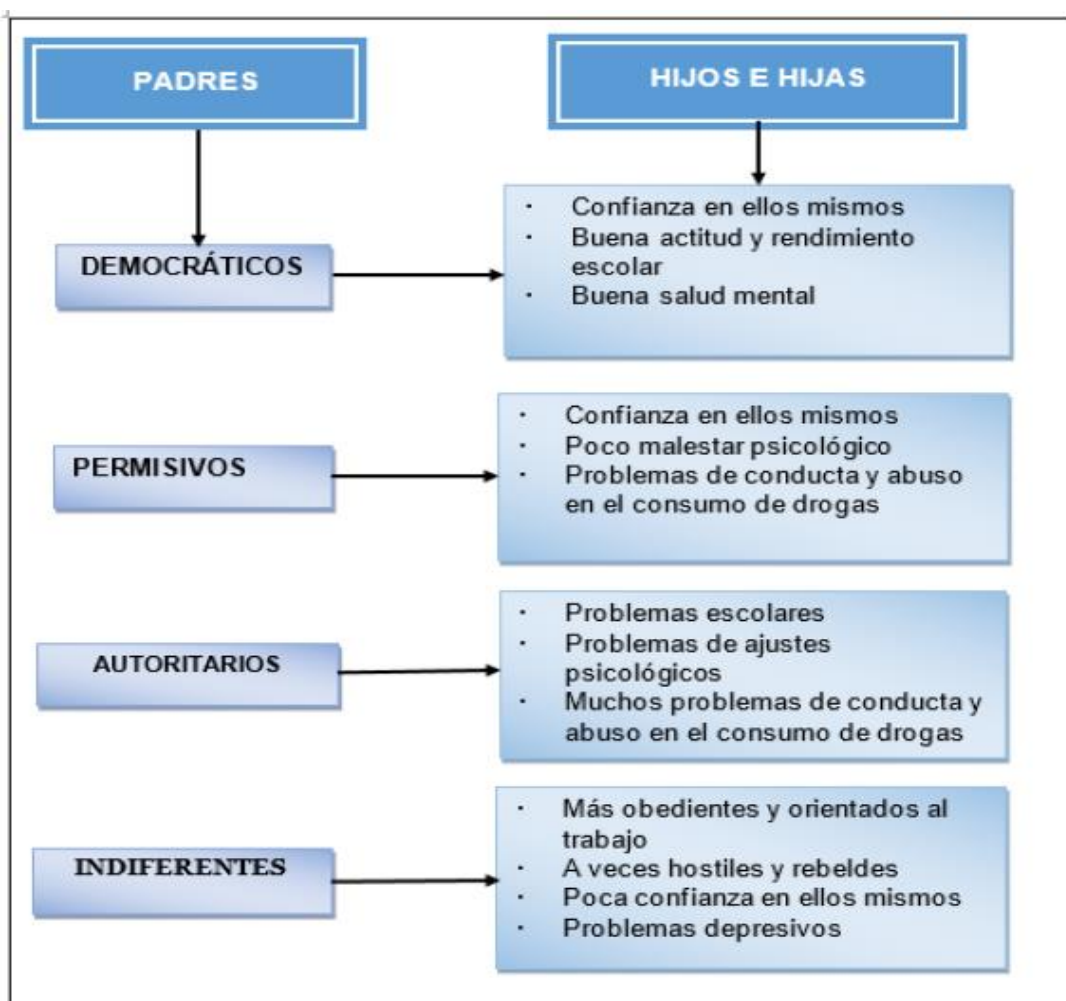 PADRES
HIJOS E HIJAS
DEMOCRÁTICOS
· Confianza en ellos mismos
· Buena actitud y rendimiento
escolar
· Buena salud mental
PERMISIVOS
· Confianza en ellos mismos
· Poco malestar psicológico
· Problemas de conducta y abuso
en el consumo de drogas
AUTORITARIOS
· Problemas escolares
· Problemas de ajustes
psicológicos
· Muchos problemas de conducta y
abuso en el consumo de drogas
INDIFERENTES
· Más obedientes y orientados al
trabajo
· A veces hostiles y rebeldes
· Poca confianza en ellos mismos
· Problemas depresivos